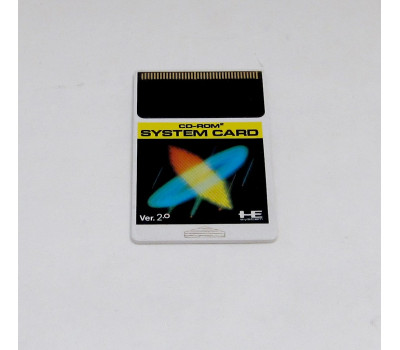 CD-ROM²
SYSTEM CARD
Ver. 2.0
HE